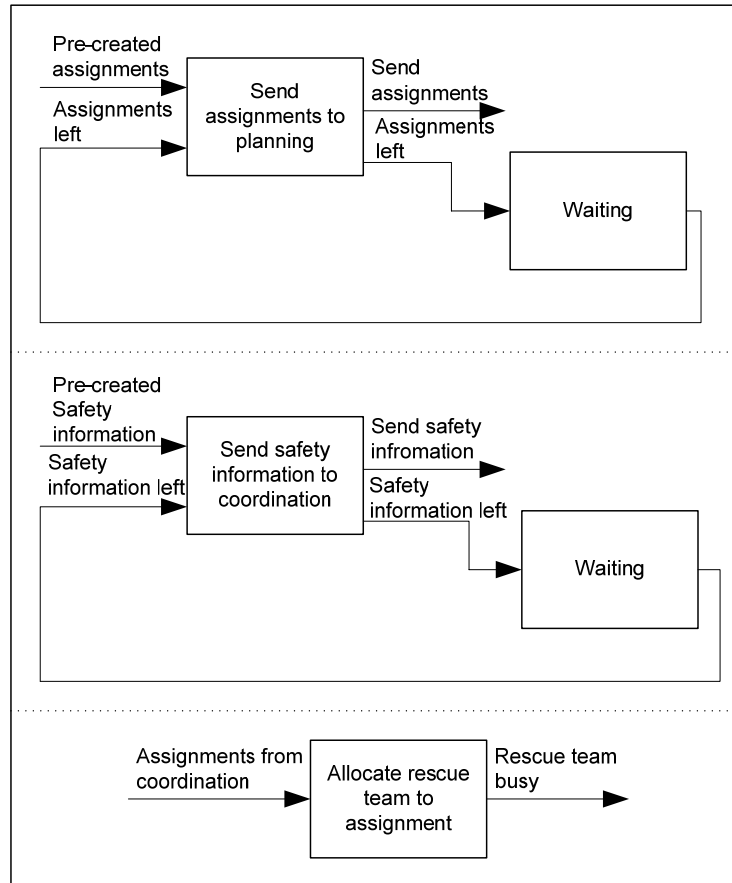 Pre-created
assignments
Assignments
left
Send
assignments to
planning
Send
assignments
Assignments
left
Waiting
Pre-created
Safety
information
Safety
information left
Send safety
information to
coordination
Send safety
infromation
Safety
information left
Waiting
Assignments from
coordination
Allocate rescue
team to
assignment
Rescue team
busy